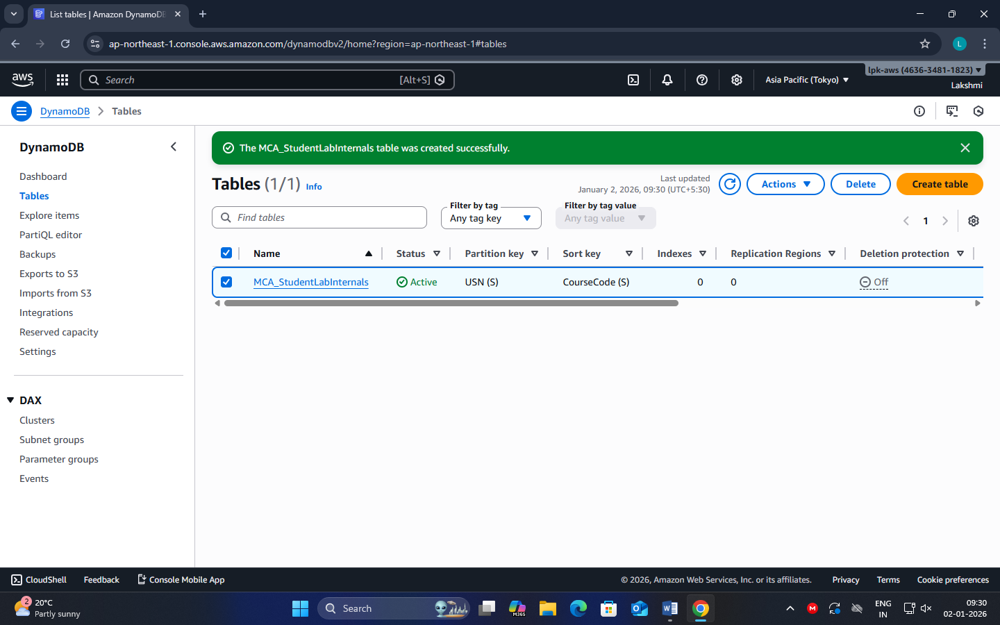 List tables | Amazon DynamoDB
ap-northeast-1.console.aws.amazon.com/dynamodbv2/home?region=ap-northeast-1#tables
L
aws
Search
[Alt+S]
Asia Pacific (Tokyo)
lpk-aws (4636-3481-1823)
Lakshmi
DynamoDB
Tables
DynamoDB
Dashboard
Tables
Explore items
PartiQL editor
Backups
Exports to S3
Imports from S3
Integrations
Reserved capacity
Settings
DAX
Clusters
Subnet groups
Parameter groups
Events
The MCA_StudentLabInternals table was created successfully.
Tables (1/1) Info
Last updated
January 2, 2026, 09:30 (UTC+5:30)
Actions
Delete
Create table
Find tables
Filter by tag
Any tag key
Filter by tag value
Any tag value
1
Name Status Partition key Sort key Indexes Replication Regions Deletion protection
MCA_StudentLabInternals Active USN (S) CourseCode (S) 0 0 Off
CloudShell Feedback Console Mobile App © 2026, Amazon Web Services, Inc. or its affiliates. Privacy Terms Cookie preferences
2
20°C
Partly sunny
Search
M365
M
ENG
IN
09:30
02-01-2026